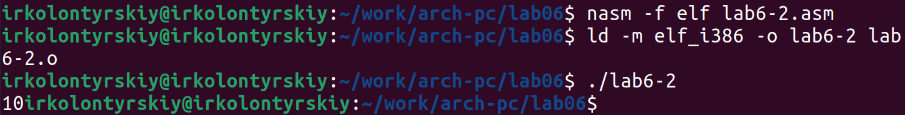 irkolontyrskiy@irkolontyrskiy:~/work/arch-pc/lab06$ nasm -f elf lab6-2.asm
irkolontyrskiy@irkolontyrskiy:~/work/arch-pc/lab06$ ld -m elf_i386 -o lab6-2 lab
6-2.o
irkolontyrskiy@irkolontyrskiy:~/work/arch-pc/lab06$ ./lab6-2
10irkolontyrskiy@irkolontyrskiy:~/work/arch-pc/lab06$